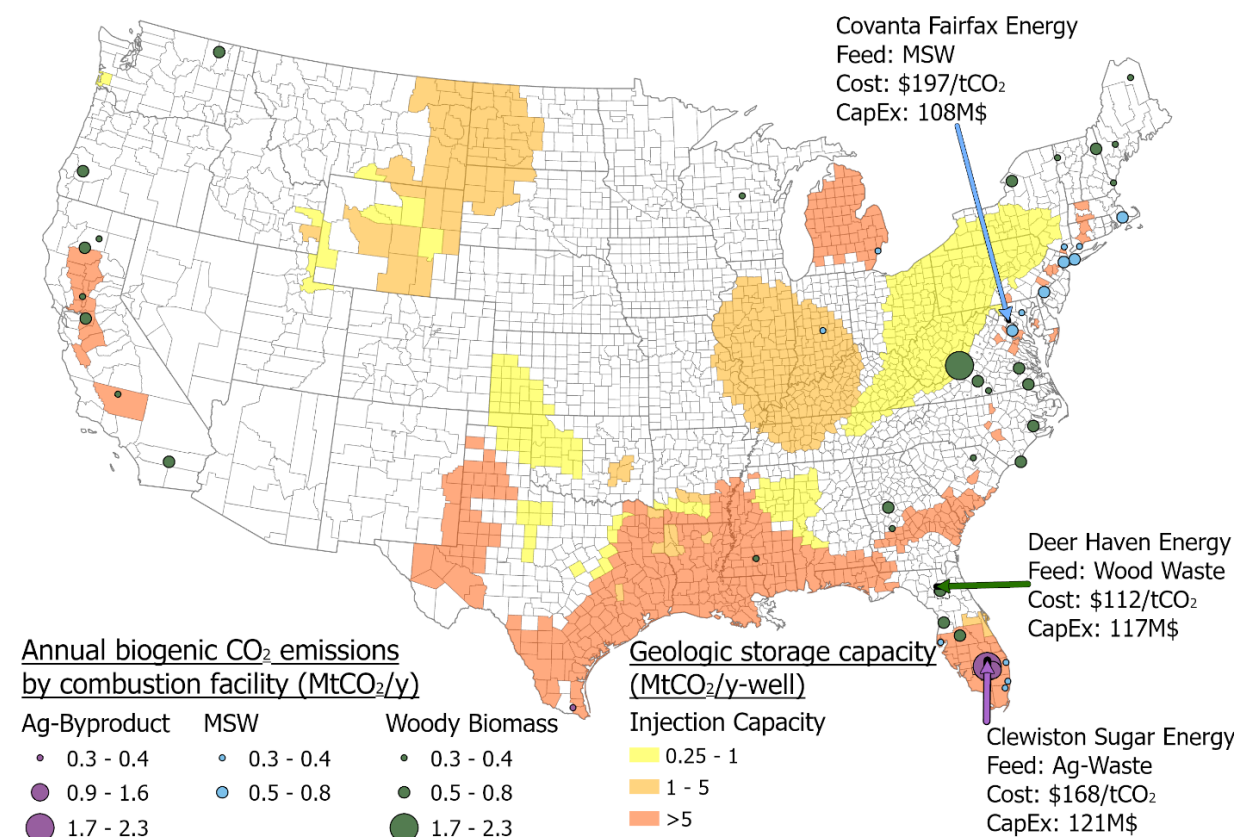 Covanta Fairfax Energy
Feed: MSW
Cost: $197/tCO₂
CapEx: 108M$
Deer Haven Energy
Feed: Wood Waste
Cost: $112/tCO₂
CapEx: 117M$
Clewiston Sugar Energy
Feed: Ag-Waste
Cost: $168/tCO₂
CapEx: 121M$
Annual biogenic CO₂ emissions
by combustion facility (MtCO₂/y)
Ag-Byproduct
0.3 - 0.4
0.9 - 1.6
1.7 - 2.3
MSW
0.3 - 0.4
0.5 - 0.8
Woody Biomass
0.3 - 0.4
0.5 - 0.8
1.7 - 2.3
Geologic storage capacity
(MtCO₂/y-well)
Injection Capacity
0.25 - 1
1 - 5
>5